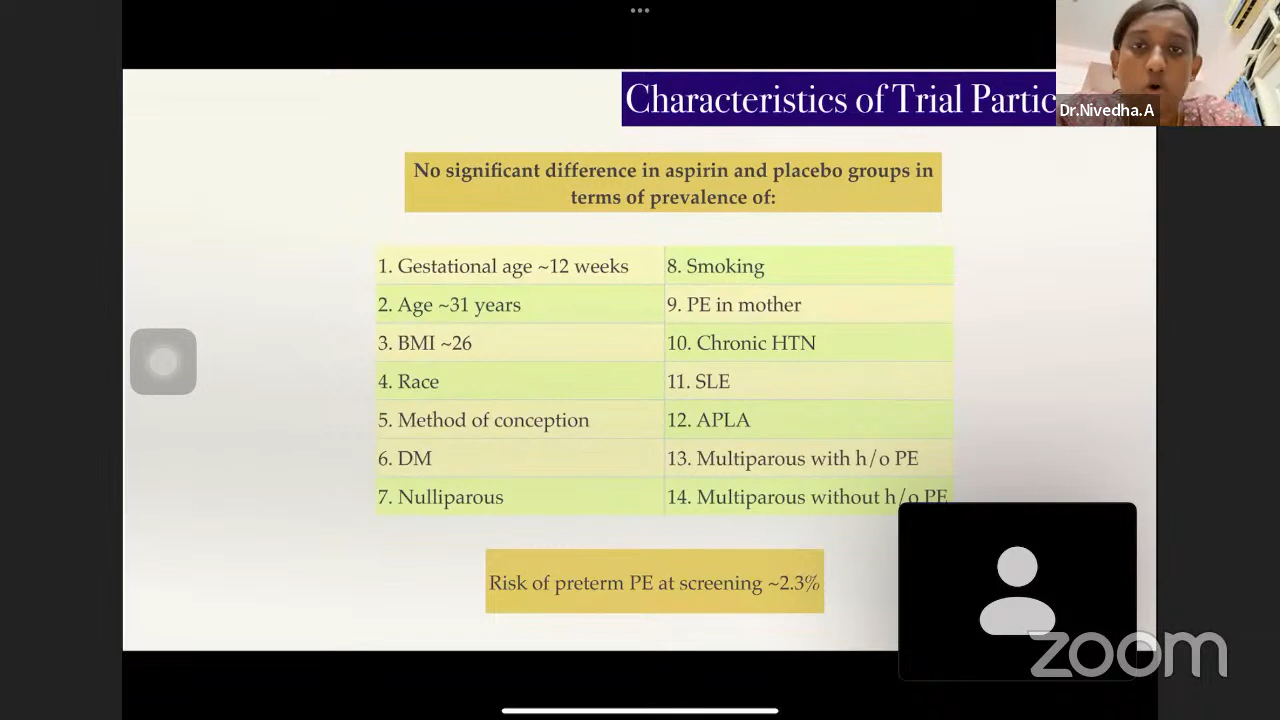 Characteristics of Trial Partic
Dr.Nivedha.A
No significant difference in aspirin and placebo groups in
terms of prevalence of:
1. Gestational age ~12 weeks
2. Age ~31 years
3. BMI ~26
4. Race
5. Method of conception
6. DM
7. Nulliparous
8. Smoking
9. PE in mother
10. Chronic HTN
11. SLE
12. APLA
13. Multiparous with h/o PE
14. Multiparous without h/o PE
Risk of preterm PE at screening ~2.3%
zoom